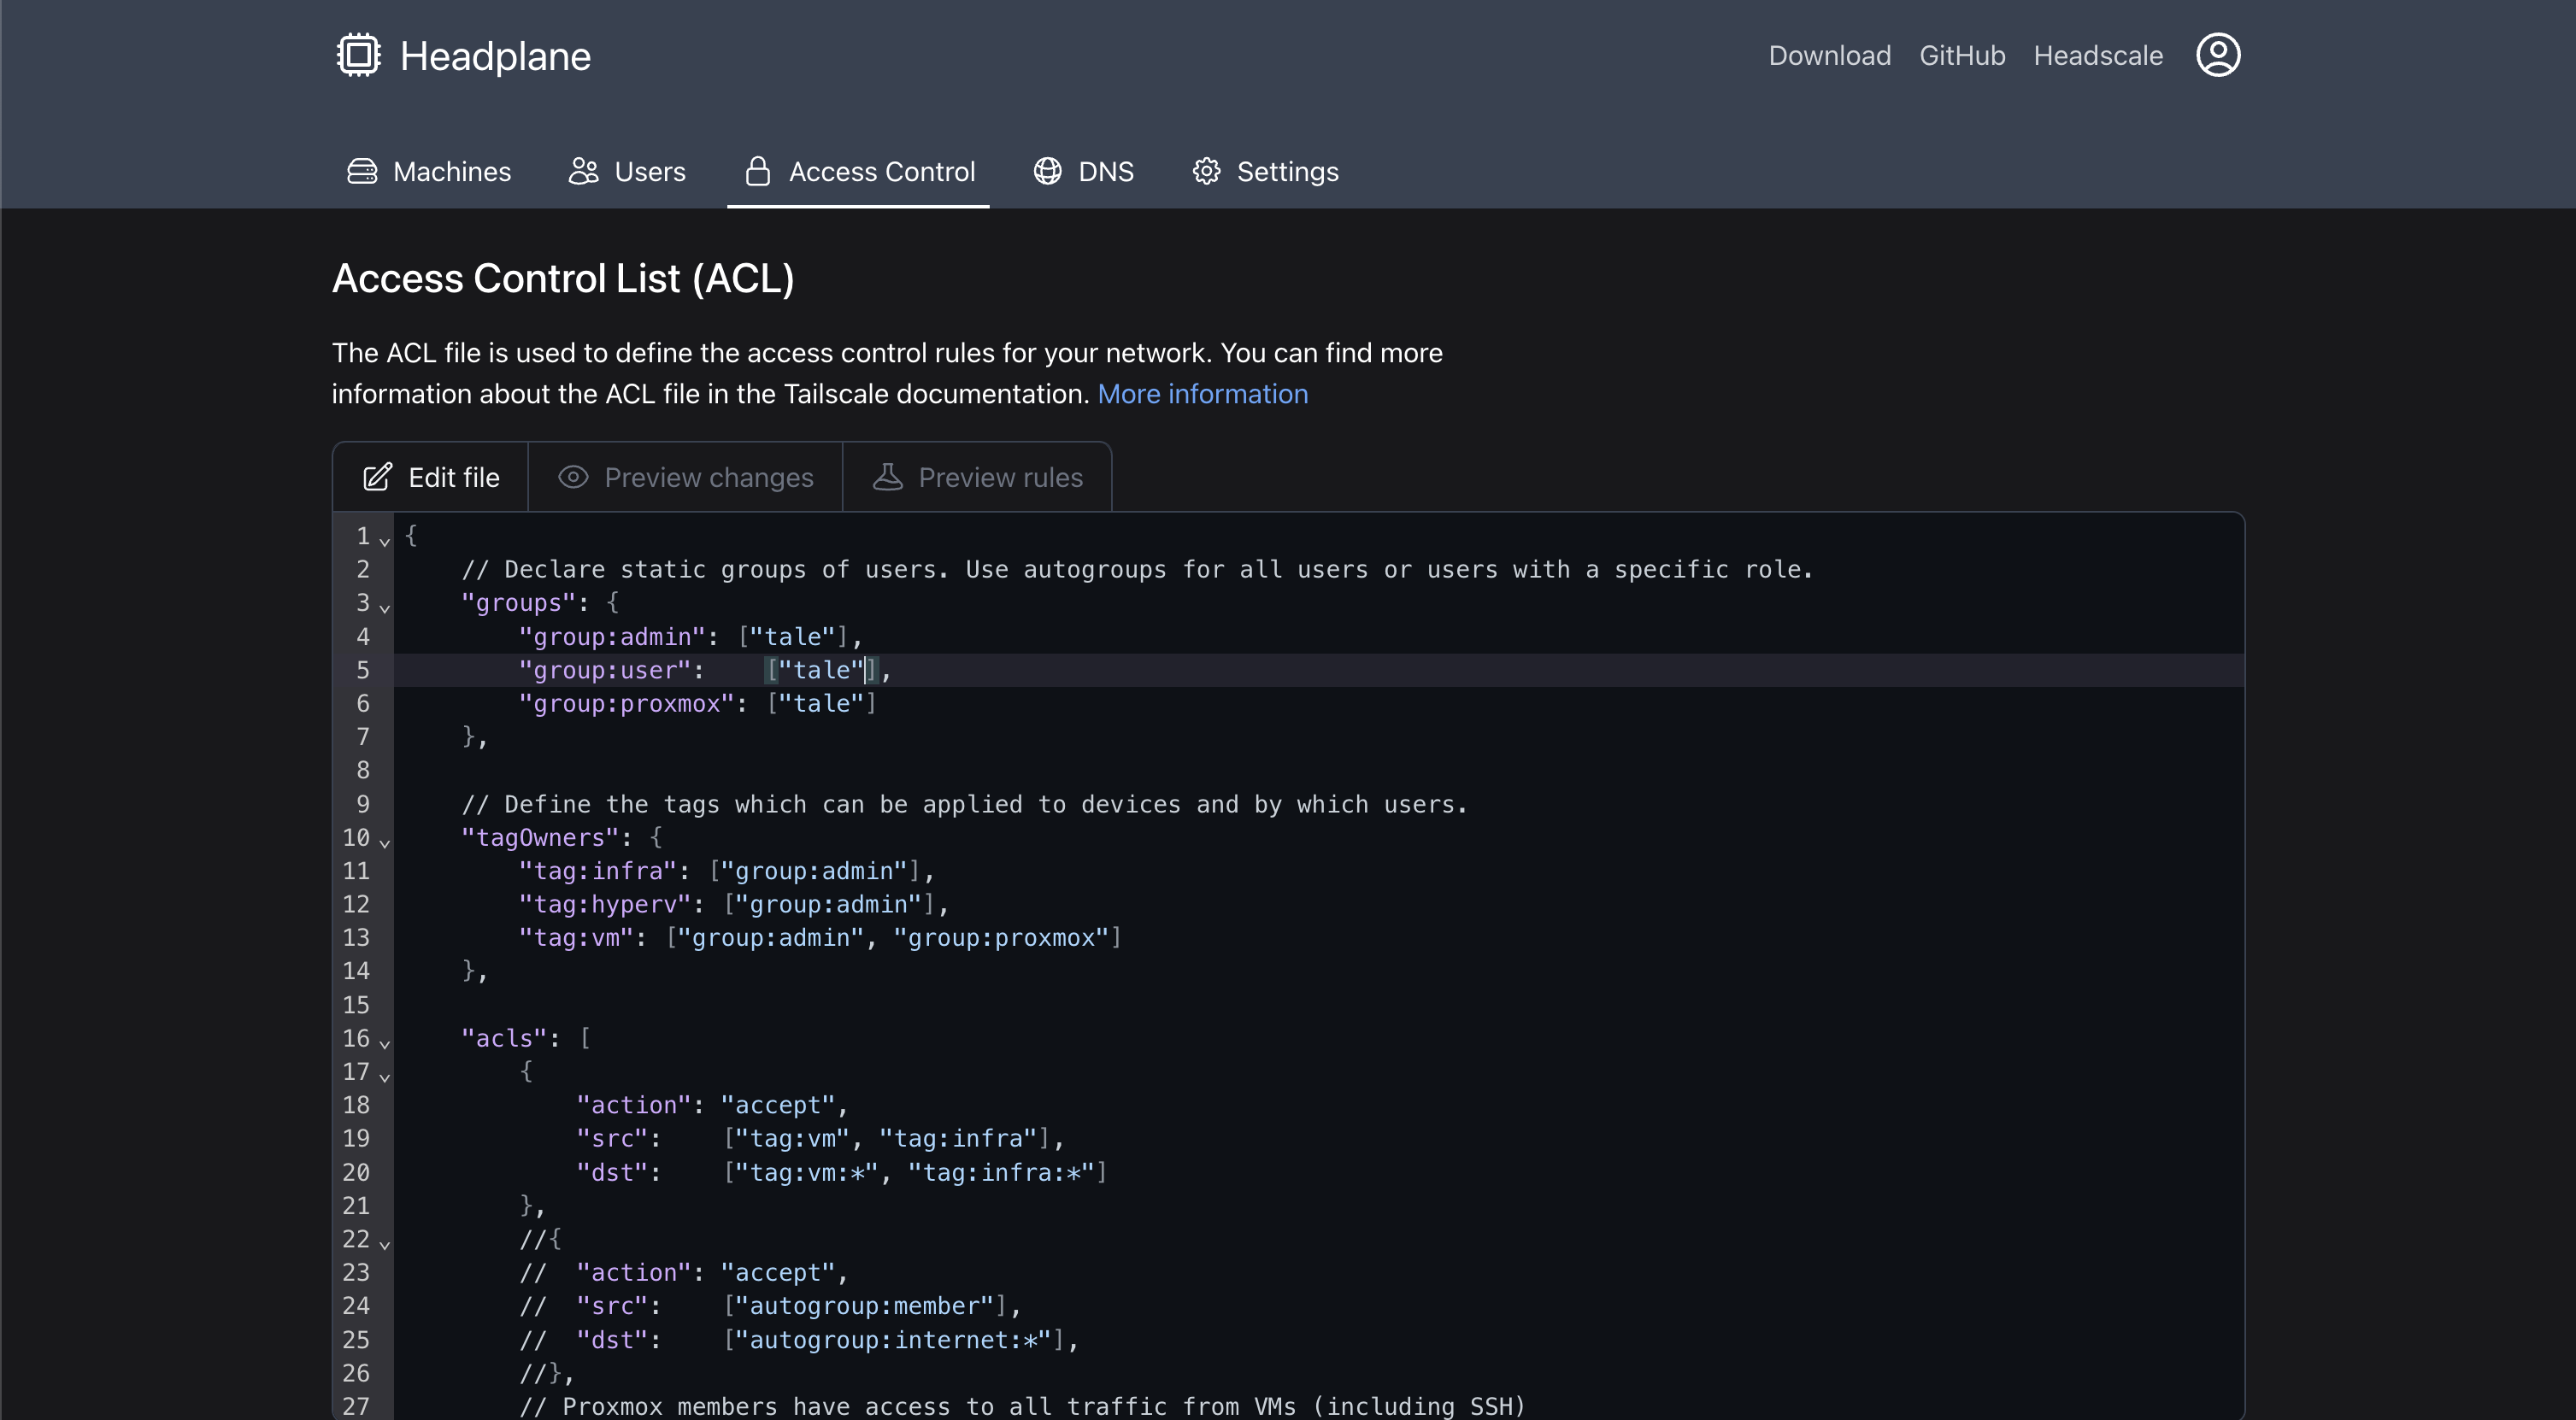 Headplane
Download GitHub Headscale
Machines Users Access Control DNS Settings
Access Control List (ACL)
The ACL file is used to define the access control rules for your network. You can find more
information about the ACL file in the Tailscale documentation. More information
Edit file Preview changes Preview rules
1 {
2     // Declare static groups of users. Use autogroups for all users or users with a specific role.
3     "groups": {
4         "group:admin": ["tale"],
5         "group:user":    ["tale"],
6         "group:proxmox": ["tale"]
7     },
8
9     // Define the tags which can be applied to devices and by which users.
10     "tagOwners": {
11         "tag:infra": ["group:admin"],
12         "tag:hyperv": ["group:admin"],
13         "tag:vm": ["group:admin", "group:proxmox"]
14     },
15
16     "acls": [
17         {
18             "action": "accept",
19             "src":    ["tag:vm", "tag:infra"],
20             "dst":    ["tag:vm:*", "tag:infra:*"]
21         },
22         //{
23         //  "action": "accept",
24         //  "src":    ["autogroup:member"],
25         //  "dst":    ["autogroup:internet:*"],
26         //},
27         // Proxmox members have access to all traffic from VMs (including SSH)